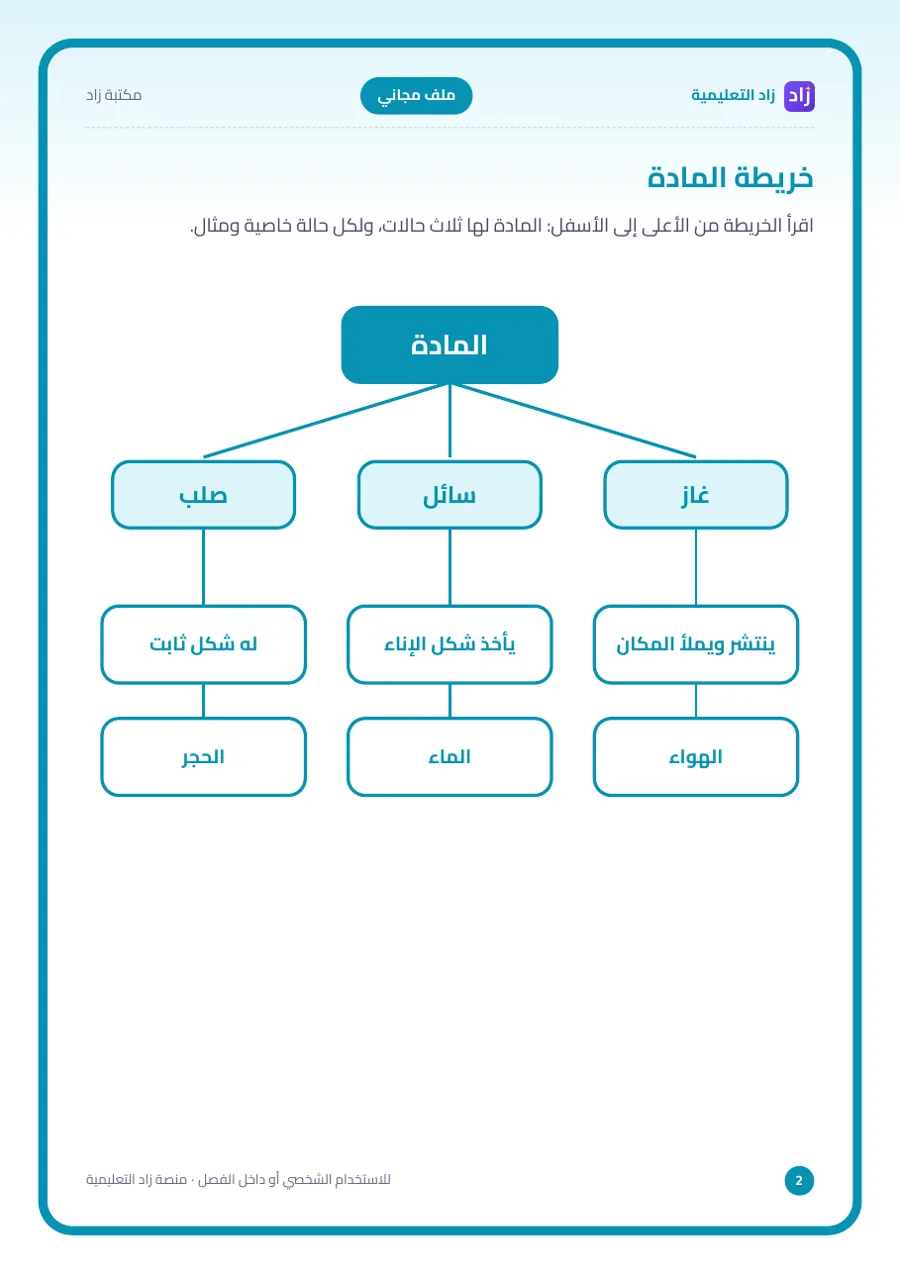 زاد
زاد التعليمية
ملف مجاني
مكتبة زاد
خريطة المادة
اقرأ الخريطة من الأعلى إلى الأسفل: المادة لها ثلاث حالات، ولكل حالة خاصية ومثال.
المادة
غاز
سائل
صلب
ينتشر ويملأ المكان
يأخذ شكل الإناء
له شكل ثابت
الهواء
الماء
الحجر
2
للاستخدام الشخصي أو داخل الفصل · منصة زاد التعليمية